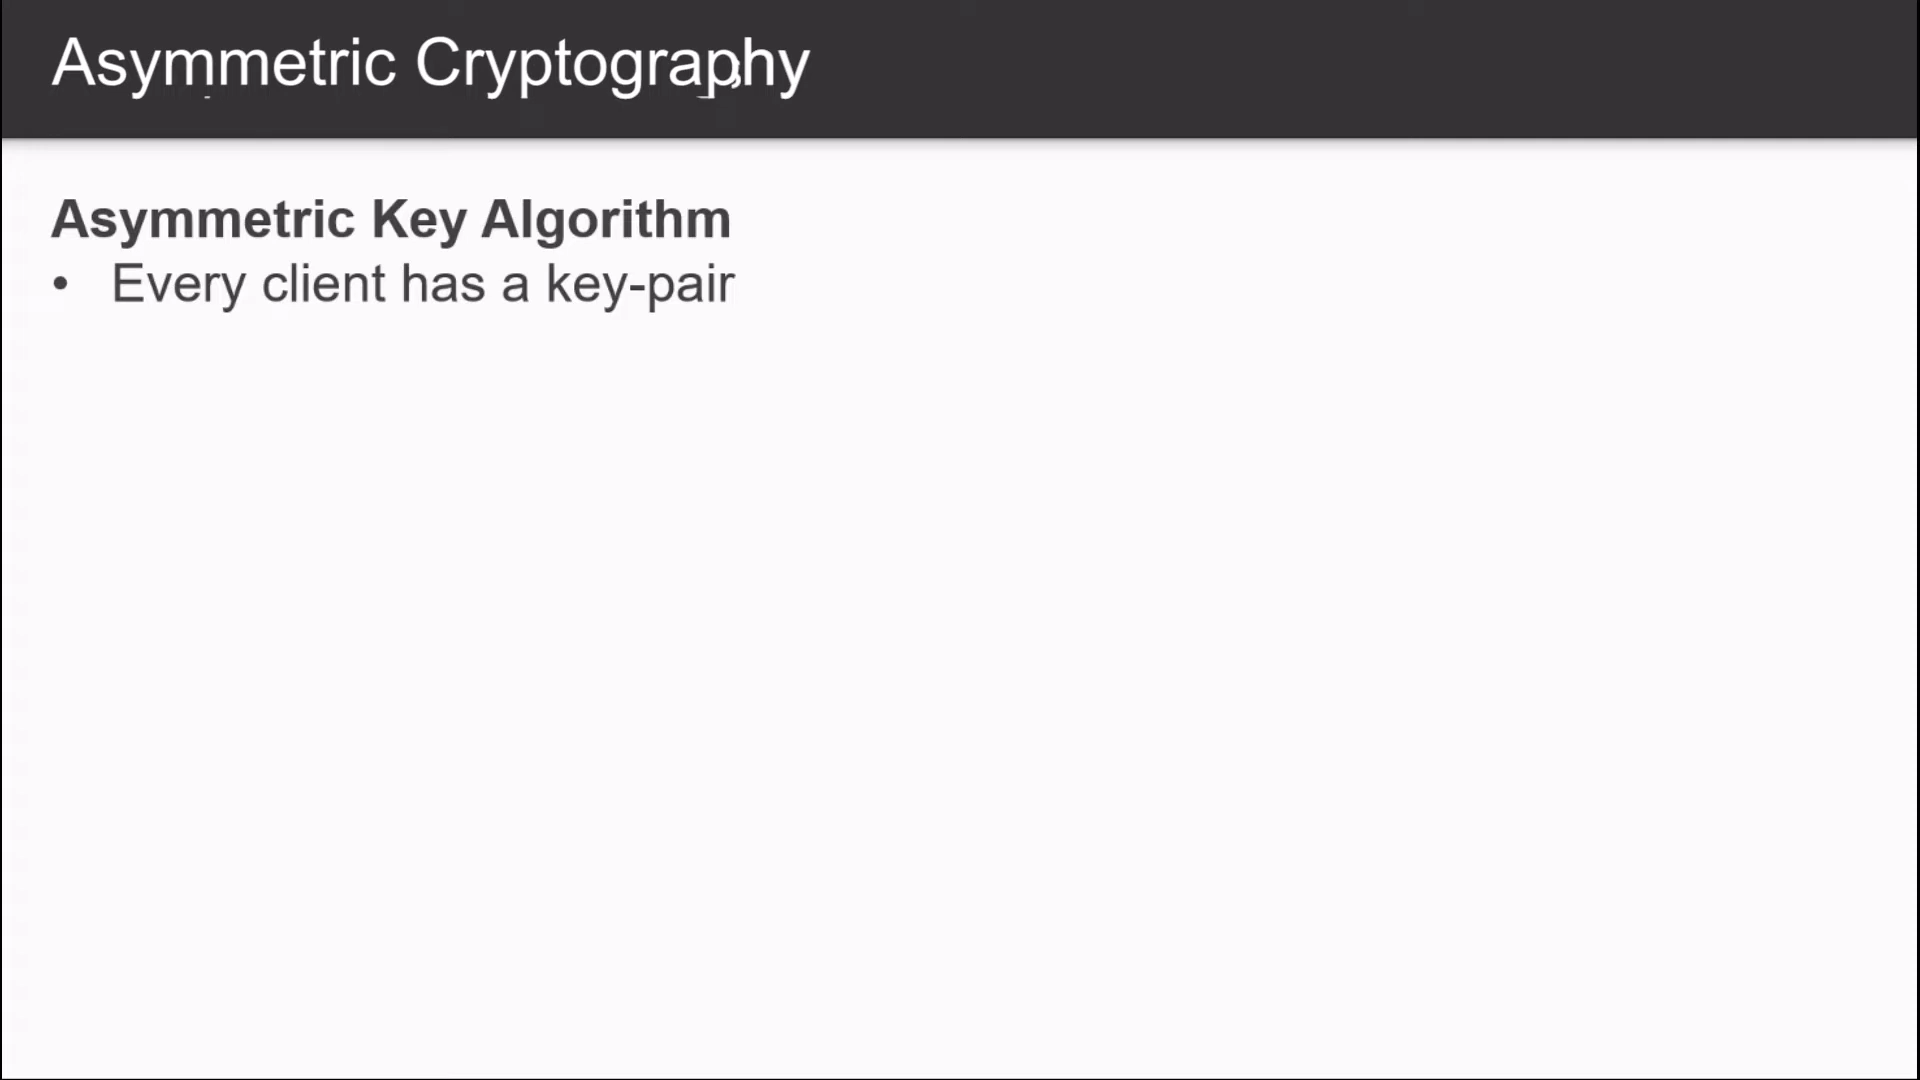 Asymmetric Cryptography
Asymmetric Key Algorithm
• Every client has a key-pair